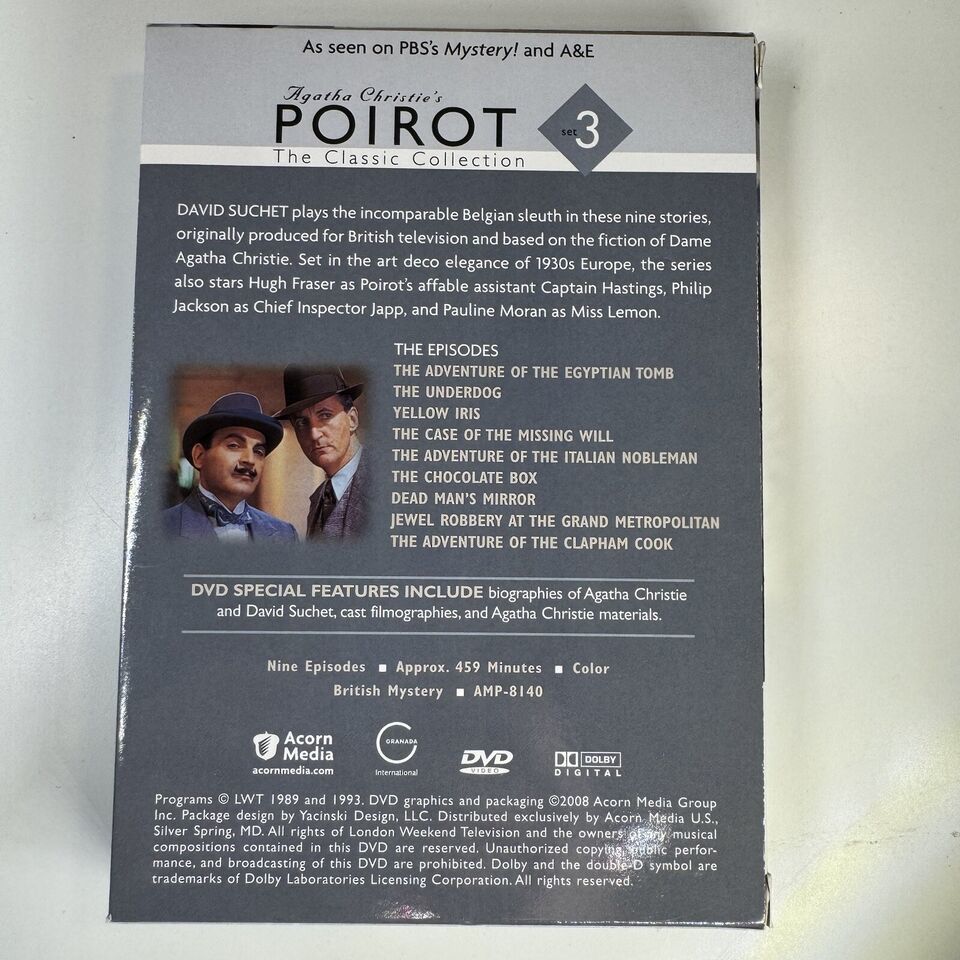 As seen on PBS's Mystery! and A&E
Agatha Christie's
POIROT
set 3
The Classic Collection
DAVID SUCHET plays the incomparable Belgian sleuth in these nine stories,
originally produced for British television and based on the fiction of Dame
Agatha Christie. Set in the art deco elegance of 1930s Europe, the series
also stars Hugh Fraser as Poirot's affable assistant Captain Hastings, Philip
Jackson as Chief Inspector Japp, and Pauline Moran as Miss Lemon.
THE EPISODES
THE ADVENTURE OF THE EGYPTIAN TOMB
THE UNDERDOG
YELLOW IRIS
THE CASE OF THE MISSING WILL
THE ADVENTURE OF THE ITALIAN NOBLEMAN
THE CHOCOLATE BOX
DEAD MAN'S MIRROR
JEWEL ROBBERY AT THE GRAND METROPOLITAN
THE ADVENTURE OF THE CLAPHAM COOK
DVD SPECIAL FEATURES INCLUDE biographies of Agatha Christie
and David Suchet, cast filmographies, and Agatha Christie materials.
Nine Episodes ■ Approx. 459 Minutes ■ Color
British Mystery ■ AMP-8140
Acorn
Media
acornmedia.com
GRANADA
International
DVD
VIDEO
DOLBY
DIGITAL
Programs © LWT 1989 and 1993. DVD graphics and packaging ©2008 Acorn Media Group
Inc. Package design by Yacinski Design, LLC. Distributed exclusively by Acorn Media U.S.,
Silver Spring, MD. All rights of London Weekend Television and the owners of any musical
compositions contained in this DVD are reserved. Unauthorized copying, public perfor-
mance, and broadcasting of this DVD are prohibited. Dolby and the double-D symbol are
trademarks of Dolby Laboratories Licensing Corporation. All rights reserved.